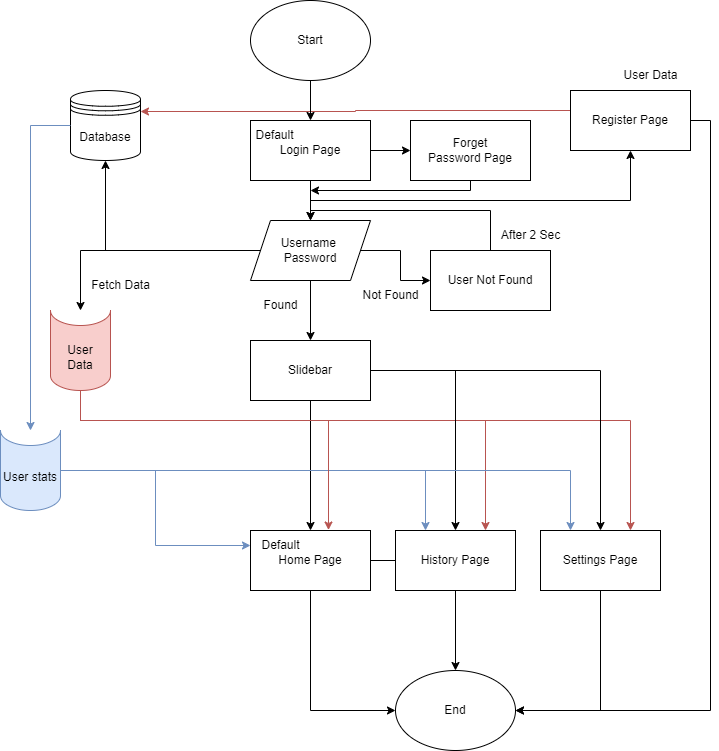 Start
User Data
Database
Default
Login Page
Forget
Password Page
Register Page
Username
Password
After 2 Sec
Fetch Data
User Not Found
Not Found
Found
User
Data
Slidebar
User stats
Default
Home Page
History Page
Settings Page
End